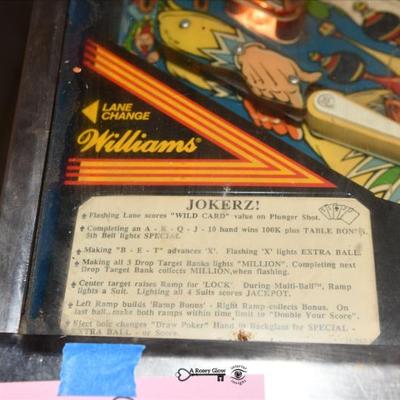 LANE
CHANGE
Williams®
JOKERZ!
Flashing Lane scores "WILD CARD" value on Plunger Shot.
Completing an A - K - Q - J - 10 hand wins 100K plus TABLE BONUS.
5th Bell lights SPECIAL.
Making "B - E - T" advances 'X'. Flashing 'X' lights EXTRA BALL.
Making all 3 Drop Target Banks lights "MILLION". Completing next
Drop Target Bank collects MILLION, when flashing.
Center target raises Ramp for 'LOCK'. During Multi-Ball™, Ramp
lights a Suit. Lighting all 4 Suits scores JACKPOT.
Left Ramp builds 'Ramp Bonus' - Right Ramp collects Bonus. On
last ball, make both ramps within time limit to "Double Your Score".
Eject hole changes "Draw Poker" Hand in Backglass for SPECIAL -
EXTRA BALL - or Score.
A Rosey Glow
interior
insight